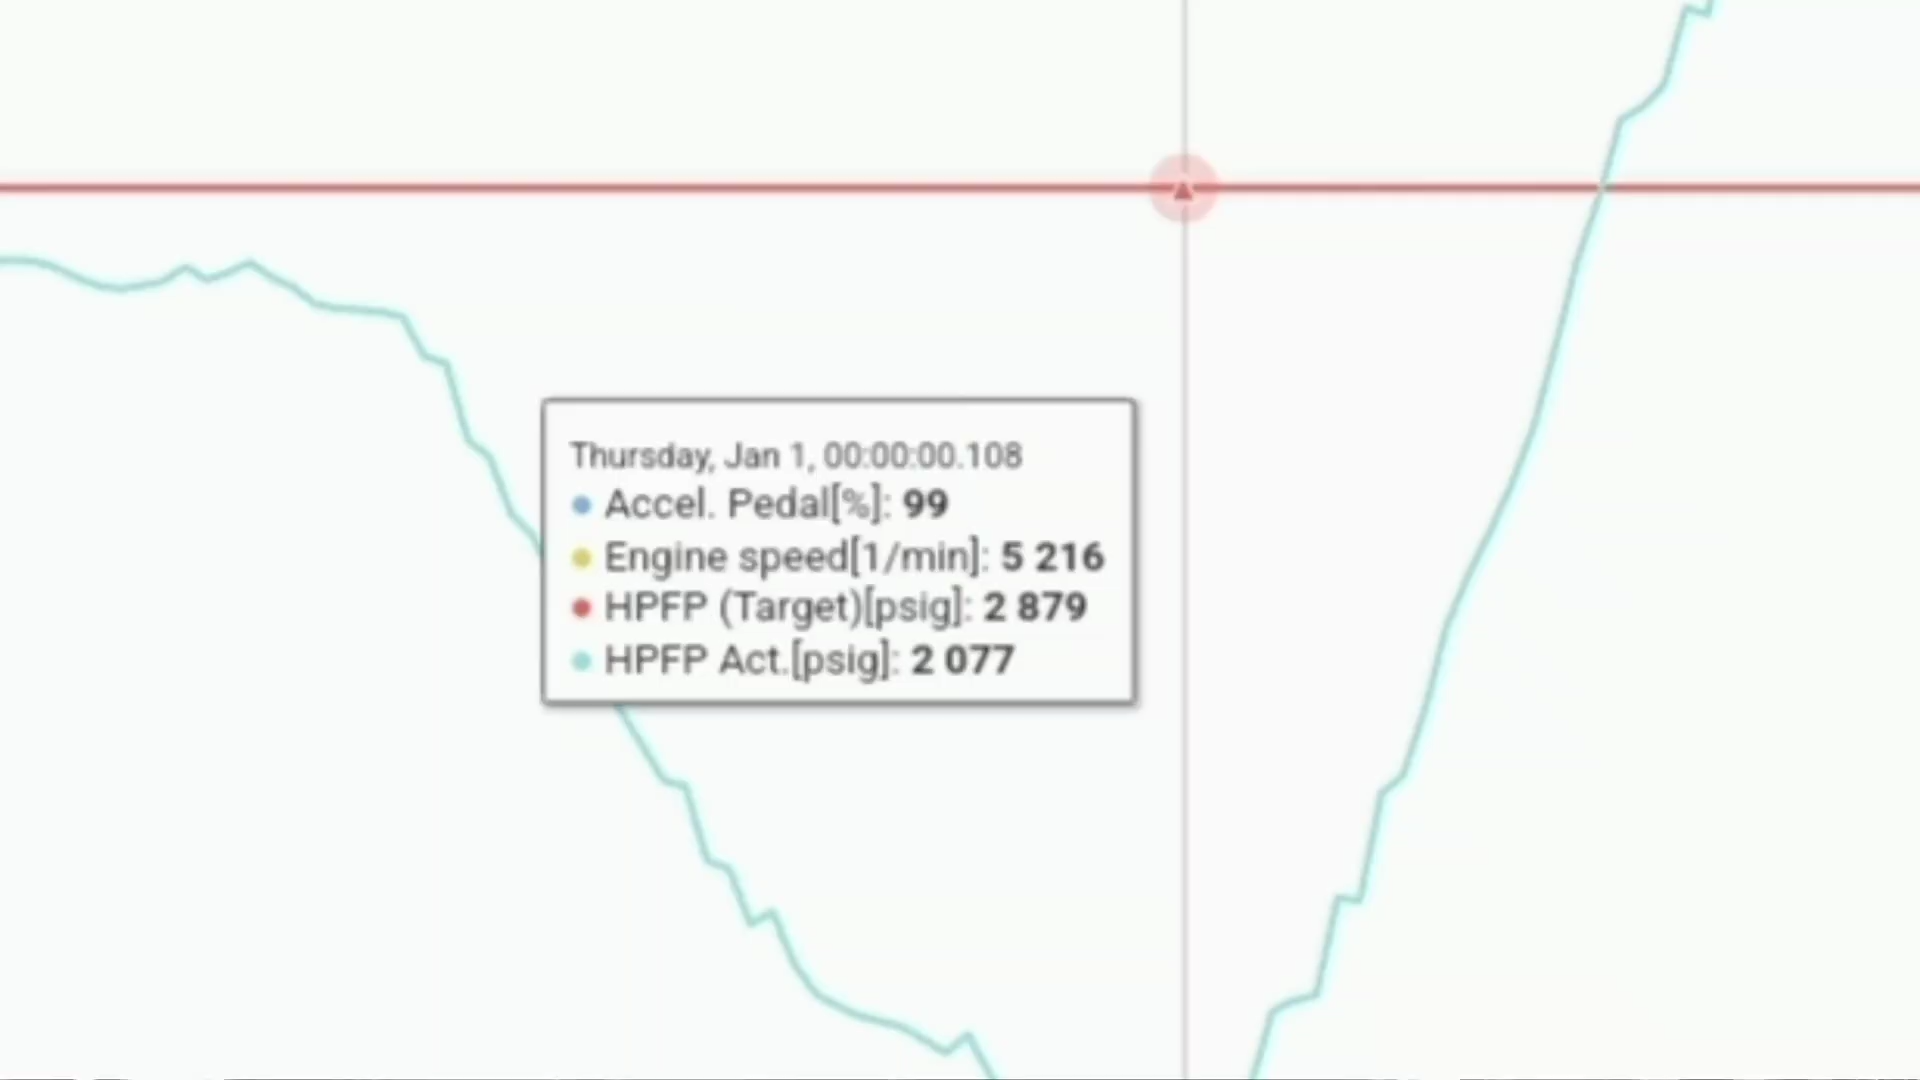 Thursday, Jan 1, 00:00:00.108
Accel. Pedal[%]: 99
Engine speed[1/min]: 5 216
HPFP (Target)[psig]: 2 879
HPFP Act.[psig]: 2 077